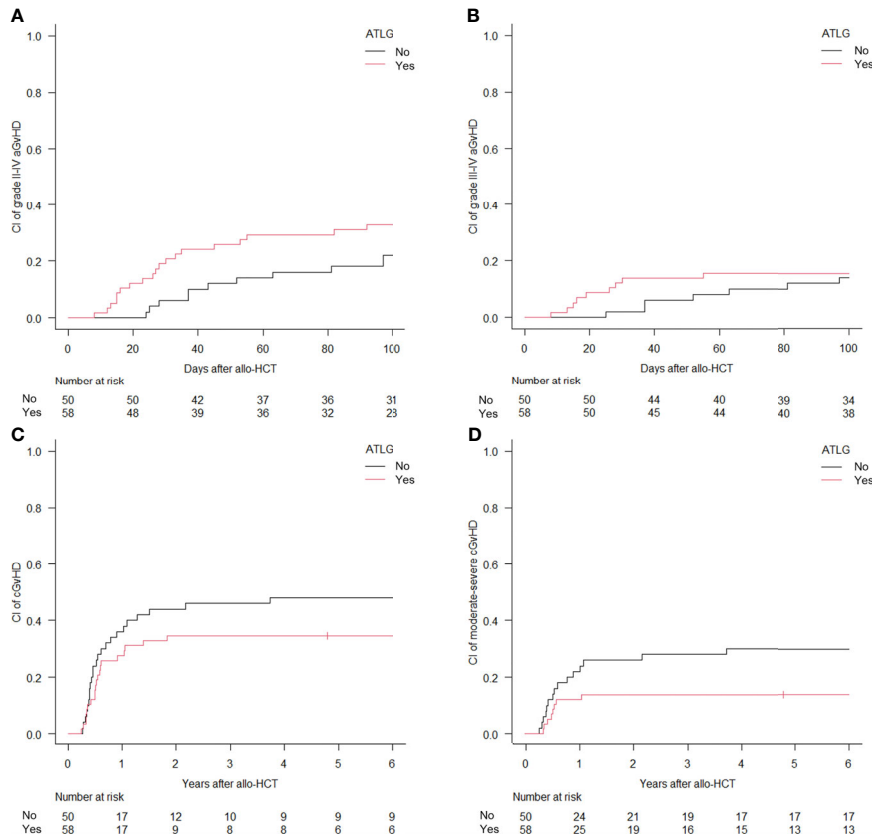 A
ATLG
No
Yes
CI of grade II-IV aGvHD
1.0
0.8
0.6
0.4
0.2
0.0
0 20 40 60 80 100
Days after allo-HCT
Number at risk
No 50 50 42 37 36 31
Yes 58 48 39 36 32 23
B
ATLG
No
Yes
CI of grade III-IV aGvHD
1.0
0.8
0.6
0.4
0.2
0.0
0 20 40 60 80 100
Days after allo-HCT
Number at risk
No 50 50 44 40 39 34
Yes 58 50 45 44 40 38
C
ATLG
No
Yes
CI of cGvHD
1.0
0.8
0.6
0.4
0.2
0.0
0 1 2 3 4 5 6
Years after allo-HCT
Number at risk
No 50 17 12 10 9 9 9
Yes 58 17 9 8 8 6 6
D
ATLG
No
Yes
CI of moderate-severe cGvHD
1.0
0.8
0.6
0.4
0.2
0.0
0 1 2 3 4 5 6
Years after allo-HCT
Number at risk
No 50 24 21 19 17 17 17
Yes 58 25 19 16 15 13 13